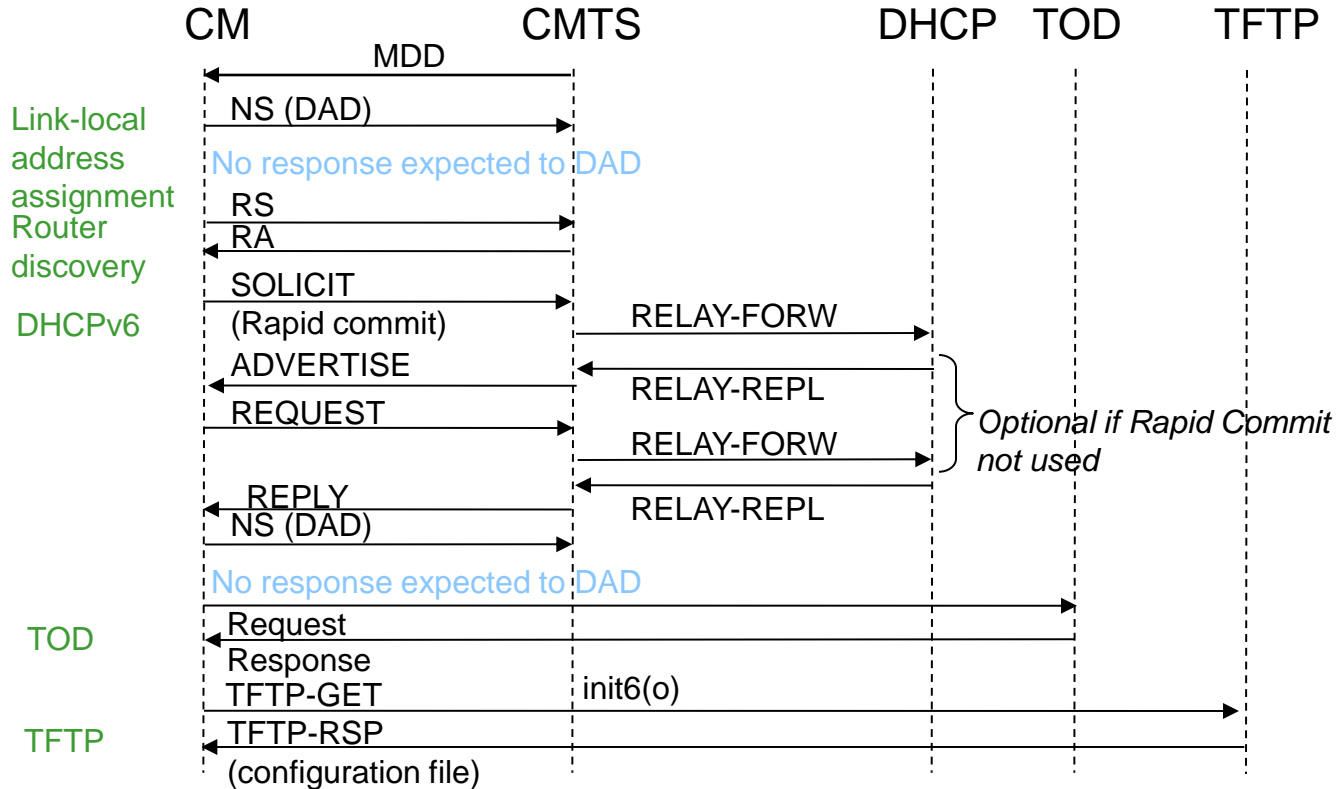 CM CMTS DHCP TOD TFTP
MDD
Link-local
address
assignment
NS (DAD)
No response expected to DAD
Router
discovery
RS
RA
DHCPv6
SOLICIT
(Rapid commit)
RELAY-FORW
ADVERTISE
RELAY-REPL
REQUEST
RELAY-FORW
Optional if Rapid Commit
not used
REPLY
RELAY-REPL
NS (DAD)
No response expected to DAD
TOD
Request
Response
TFTP-GET
init6(o)
TFTP
TFTP-RSP
(configuration file)